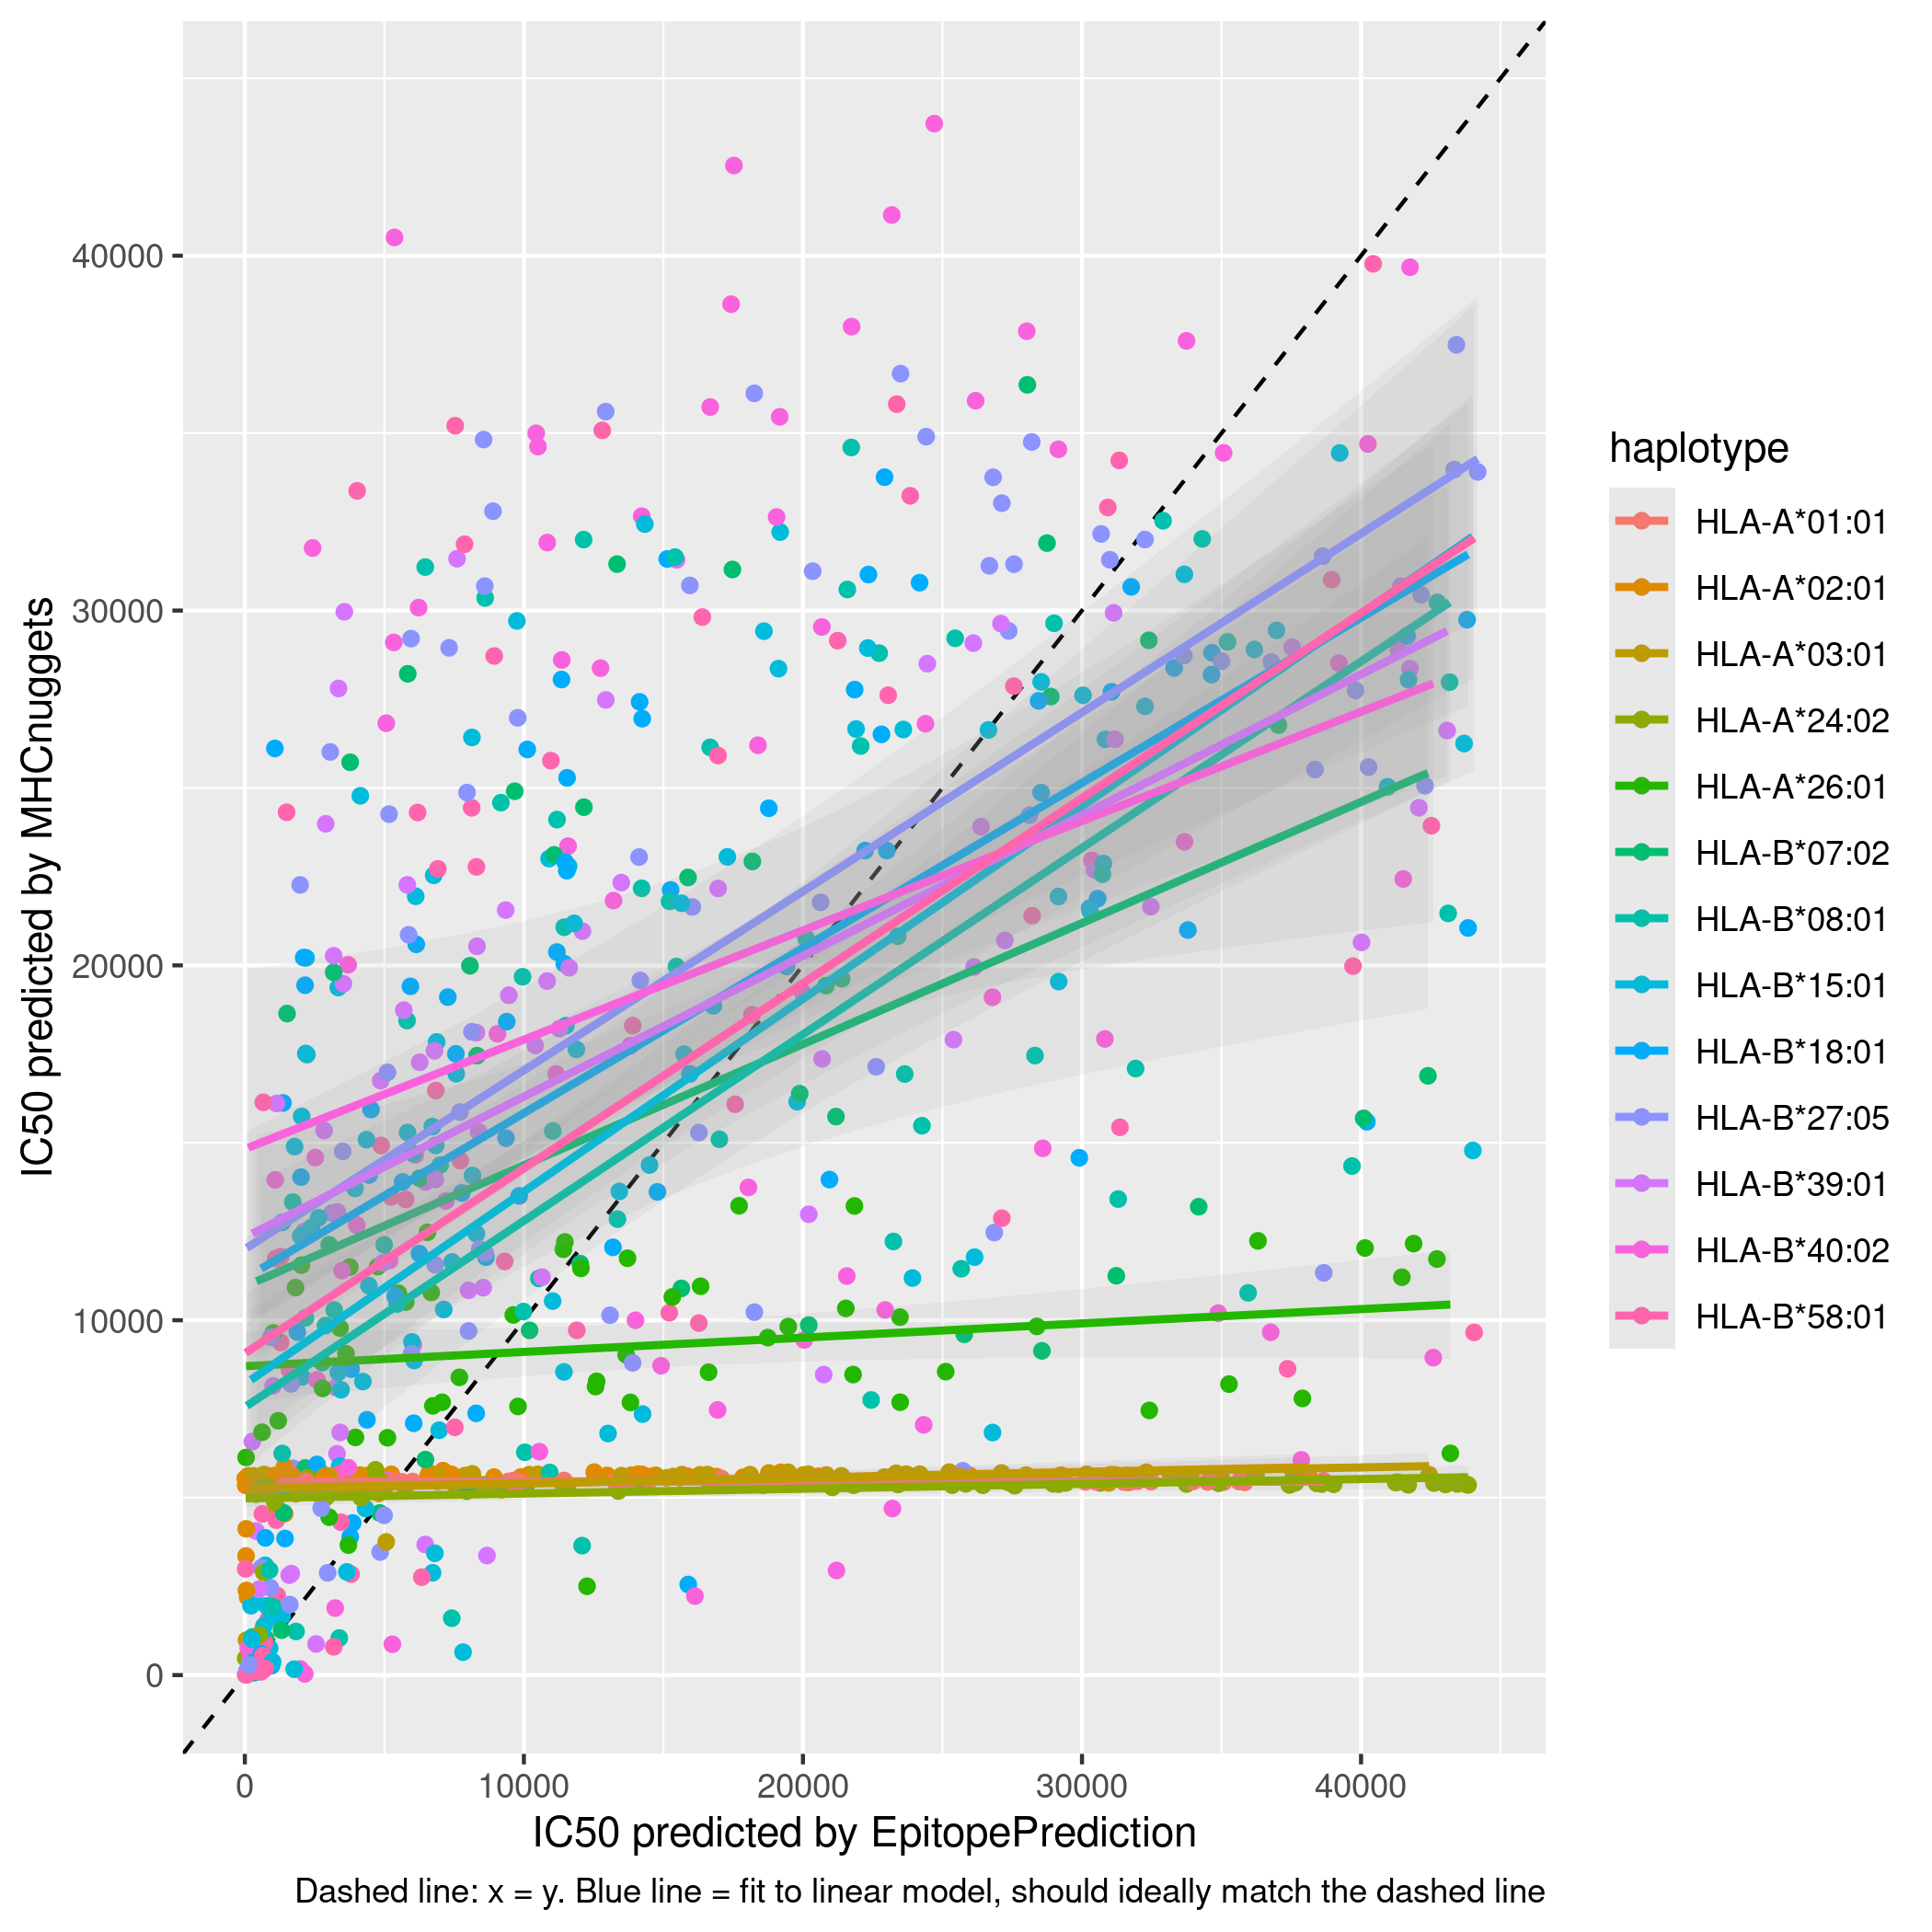 40000
30000
20000
10000
0
IC50 predicted by MHCnuggets
0 10000 20000 30000 40000
IC50 predicted by EpitopePrediction
Dashed line: x = y. Blue line = fit to linear model, should ideally match the dashed line
haplotype
HLA-A*01:01
HLA-A*02:01
HLA-A*03:01
HLA-A*24:02
HLA-A*26:01
HLA-B*07:02
HLA-B*08:01
HLA-B*15:01
HLA-B*18:01
HLA-B*27:05
HLA-B*39:01
HLA-B*40:02
HLA-B*58:01